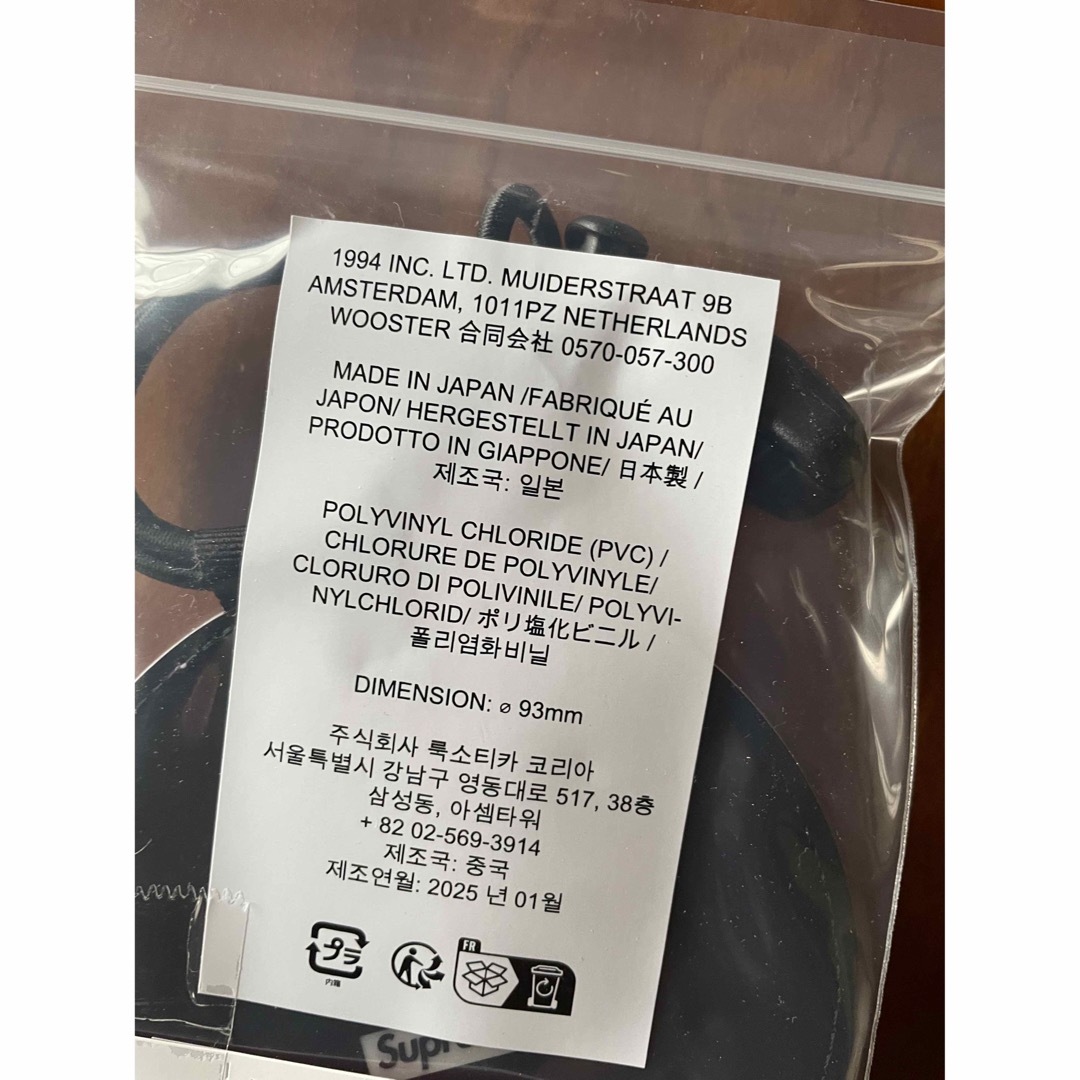 1994 INC. LTD. MUIDERSTRAAT 9B
AMSTERDAM, 1011PZ NETHERLANDS
WOOSTER 合同会社 0570-057-300
MADE IN JAPAN /FABRIQUÉ AU
JAPON/ HERGESTELLT IN JAPAN/
PRODOTTO IN GIAPPONE/ 日本製 /
제조국: 일본
POLYVINYL CHLORIDE (PVC) /
CHLORURE DE POLYVINYLE/
CLORURO DI POLIVINILE/ POLYVI-
NYLCHLORID/ ポリ塩化ビニル /
폴리염화비닐
DIMENSION: ⌀ 93mm
주식회사 룩소티카 코리아
서울특별시 강남구 영동대로 517, 38층
삼성동, 아셈타워
+ 82 02-569-3914
제조국: 중국
제조연월: 2025 년 01월
プラ
FR
Supr